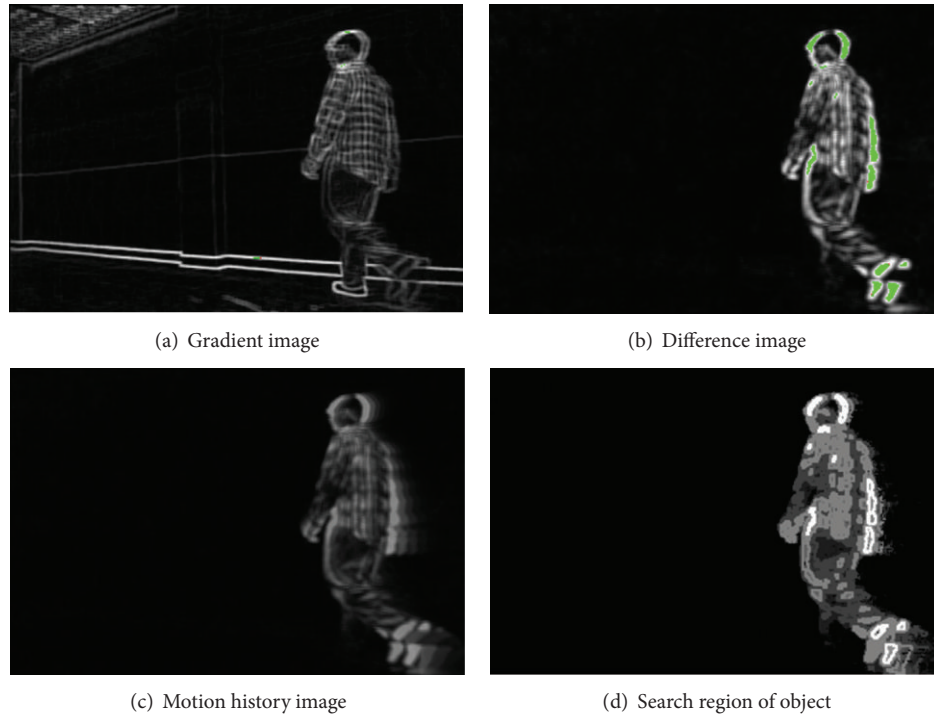 (a) Gradient image
(b) Difference image
(c) Motion history image
(d) Search region of object